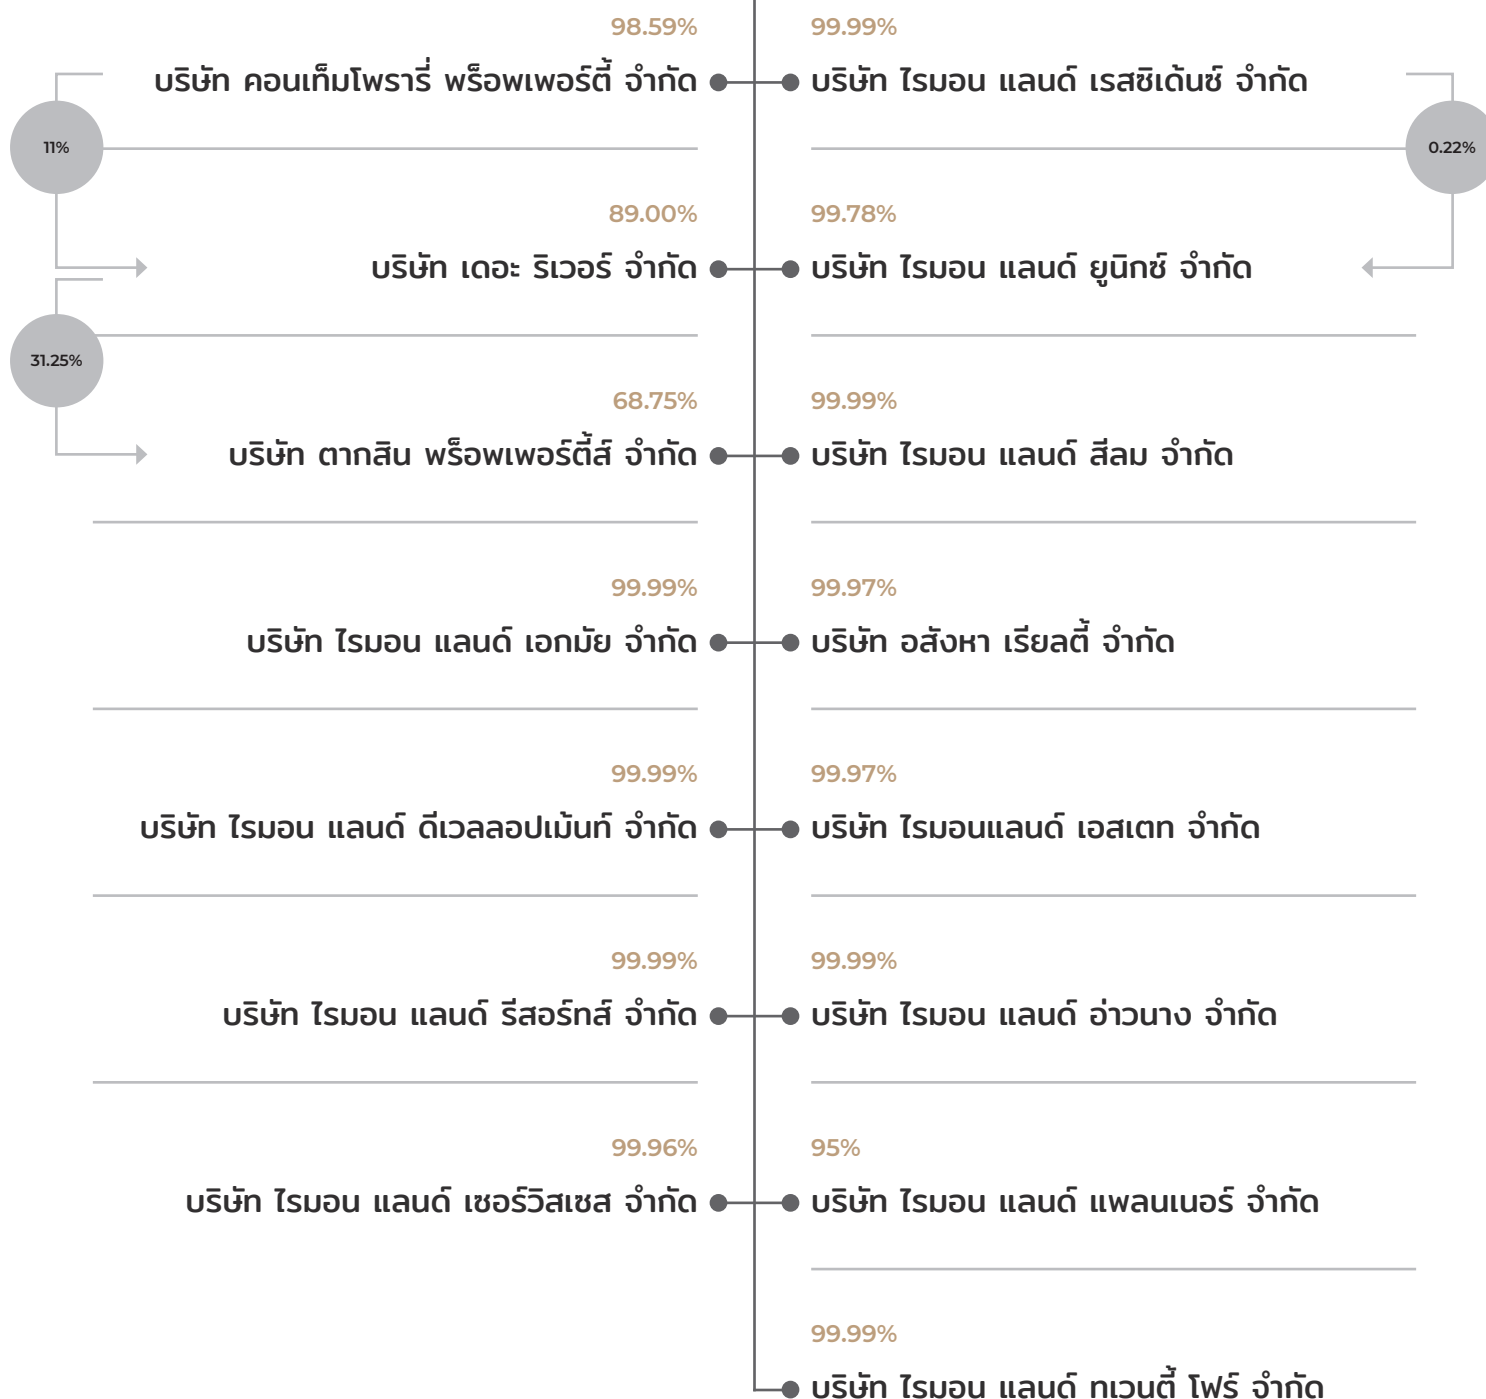 98.59%
บริษัท คอนเท็มโพรารี่ พร็อพเพอร์ตี้ จำกัด
11%
89.00%
บริษัท เดอะ ริเวอร์ จำกัด
31.25%
68.75%
บริษัท ตากสิน พร็อพเพอร์ตี้ส์ จำกัด
99.99%
บริษัท ไรมอน แลนด์ เอกมัย จำกัด
99.99%
บริษัท ไรมอน แลนด์ ดีเวลลอปเม้นท์ จำกัด
99.99%
บริษัท ไรมอน แลนด์ รีสอร์ทส์ จำกัด
99.96%
บริษัท ไรมอน แลนด์ เซอร์วิสเซส จำกัด
99.99%
บริษัท ไรมอน แลนด์ เรสซิเด้นซ์ จำกัด
0.22%
99.78%
บริษัท ไรมอน แลนด์ ยูนิกซ์ จำกัด
99.99%
บริษัท ไรมอน แลนด์ สีลม จำกัด
99.97%
บริษัท อสังหา เรียลตี้ จำกัด
99.97%
บริษัท ไรมอนแลนด์ เอสเตท จำกัด
99.99%
บริษัท ไรมอน แลนด์ อ่าวนาง จำกัด
95%
บริษัท ไรมอน แลนด์ แพลนเนอร์ จำกัด
99.99%
บริษัท ไรมอน แลนด์ ทเวนตี้ โฟร์ จำกัด